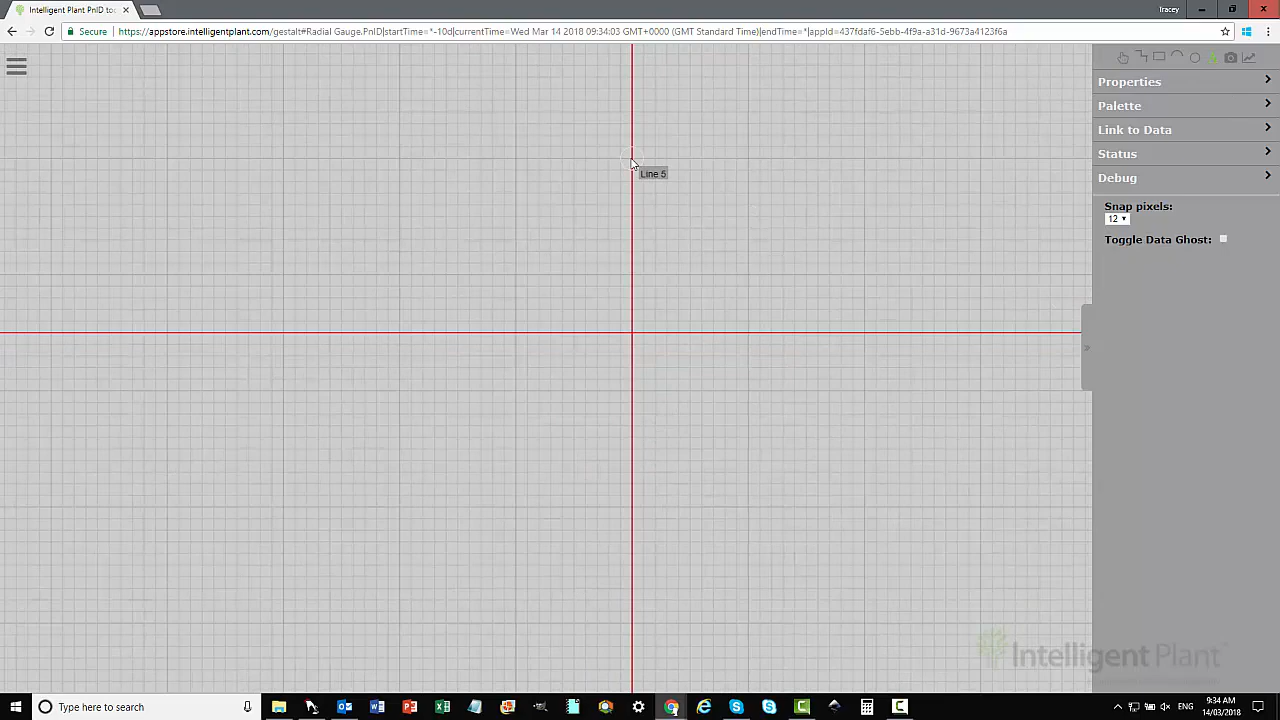 Intelligent Plant PnID to
Tracey
Secure
https://appstore.intelligentplant.com/gestalt#Radial Gauge.PnID|startTime=*-10d|currentTime=Wed Mar 14 2018 09:34:03 GMT+0000 (GMT Standard Time)|endTime=*|appId=437fdaf6-5ebb-4f9a-a31d-9673a4123f6a
Properties
Palette
Line 5
Link to Data
Status
Debug
Snap pixels:
12
Toggle Data Ghost:
Intelligent Plant
Type here to search
ENG
9:34 AM
14/03/2018